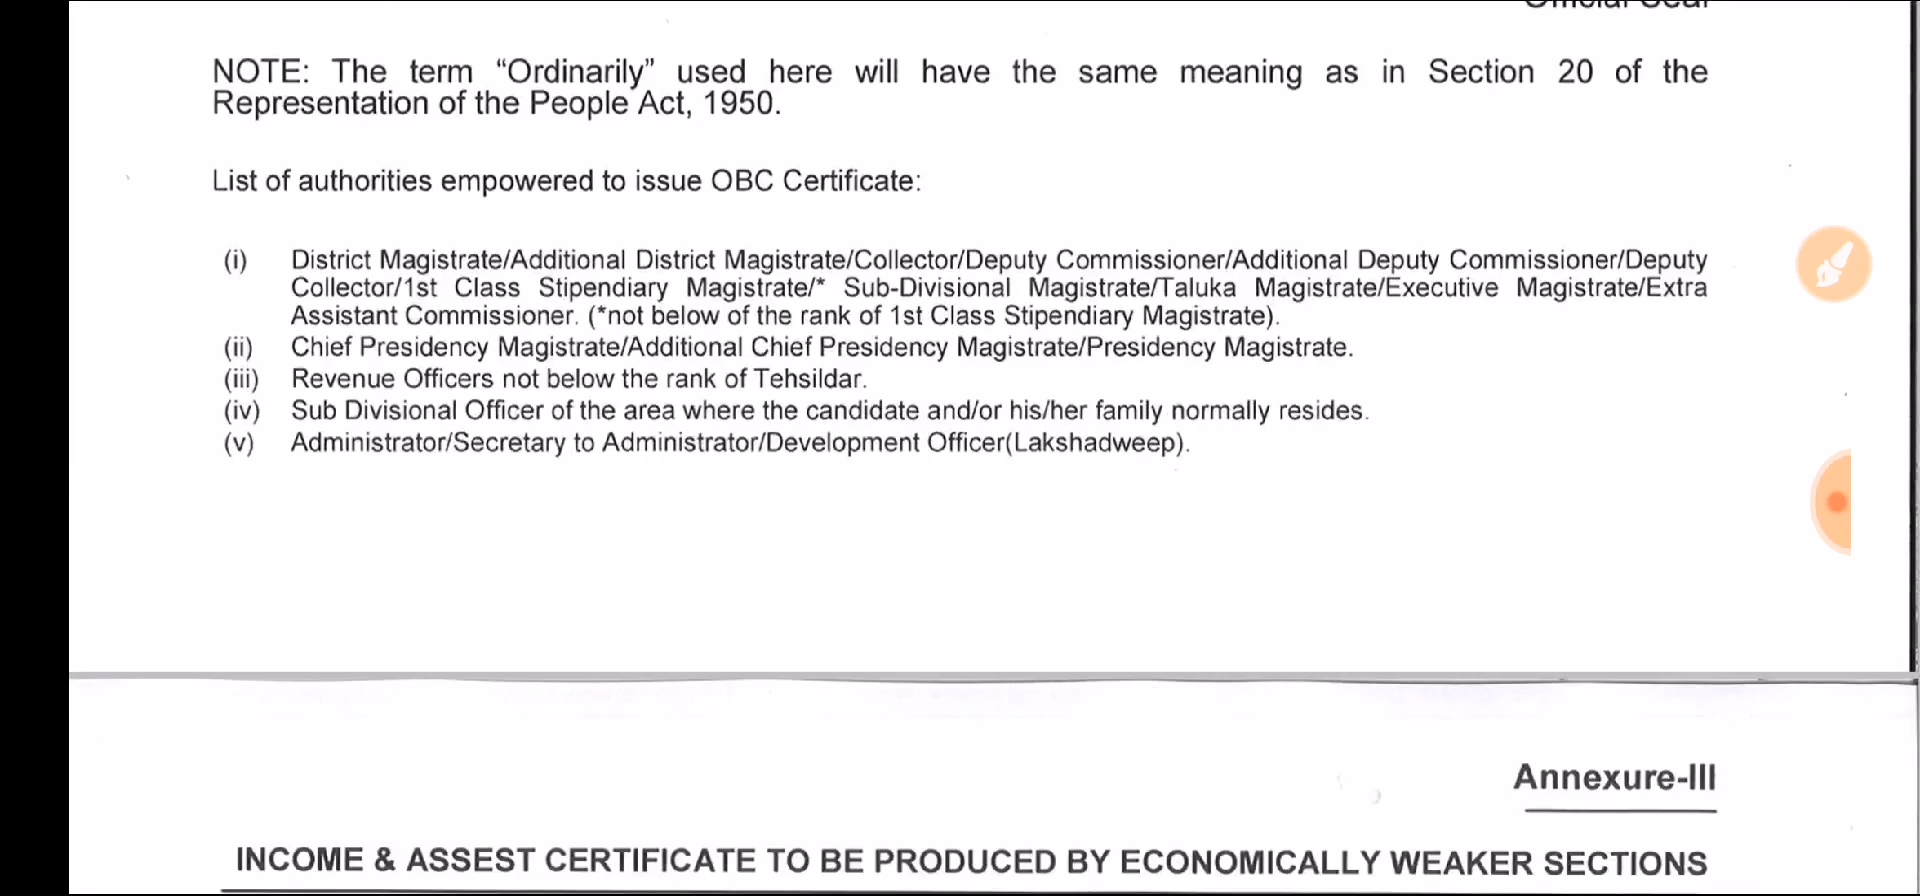 Official Seal
NOTE: The term “Ordinarily” used here will have the same meaning as in Section 20 of the
Representation of the People Act, 1950.
List of authorities empowered to issue OBC Certificate:
(i) District Magistrate/Additional District Magistrate/Collector/Deputy Commissioner/Additional Deputy Commissioner/Deputy
Collector/1st Class Stipendiary Magistrate/* Sub-Divisional Magistrate/Taluka Magistrate/Executive Magistrate/Extra
Assistant Commissioner. (*not below of the rank of 1st Class Stipendiary Magistrate).
(ii) Chief Presidency Magistrate/Additional Chief Presidency Magistrate/Presidency Magistrate.
(iii) Revenue Officers not below the rank of Tehsildar.
(iv) Sub Divisional Officer of the area where the candidate and/or his/her family normally resides.
(v) Administrator/Secretary to Administrator/Development Officer(Lakshadweep).
Annexure-III
INCOME & ASSEST CERTIFICATE TO BE PRODUCED BY ECONOMICALLY WEAKER SECTIONS